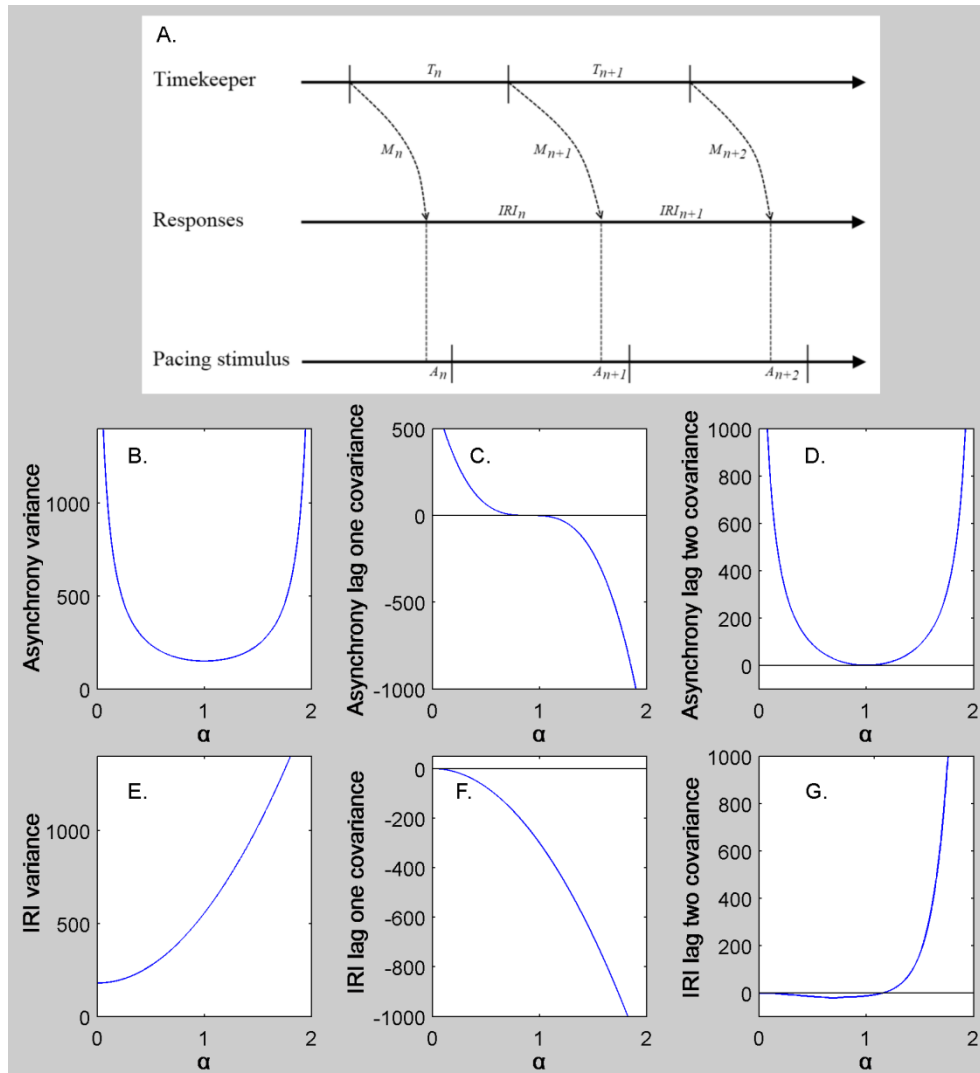 A.
Timekeeper
Tn Tn+1
Mn Mn+1 Mn+2
Responses
IRIn IRIn+1
Pacing stimulus
An An+1 An+2
B.
Asynchrony variance
1000
500
0
0 1 2
α
C.
Asynchrony lag one covariance
500
0
-500
-1000
0 1 2
α
D.
Asynchrony lag two covariance
1000
800
600
400
200
0
0 1 2
α
E.
IRI variance
1000
500
0
0 1 2
α
F.
IRI lag one covariance
0
-200
-400
-600
-800
-1000
0 1 2
α
G.
IRI lag two covariance
1000
800
600
400
200
0
0 1 2
α